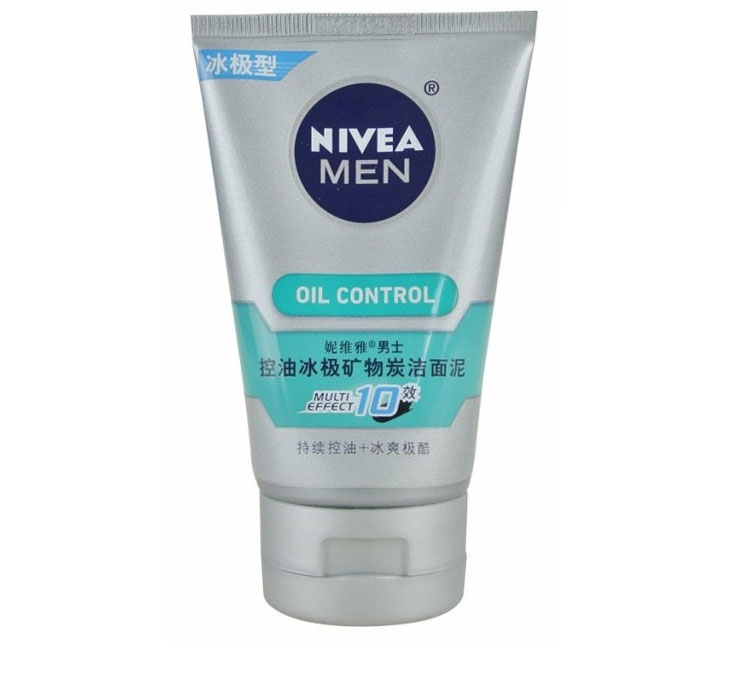 冰极型
®
NIVEA
MEN
OIL CONTROL
妮维雅®男士
控油冰极矿物炭洁面泥
MULTI
EFFECT 10效
持续控油+冰爽极酷